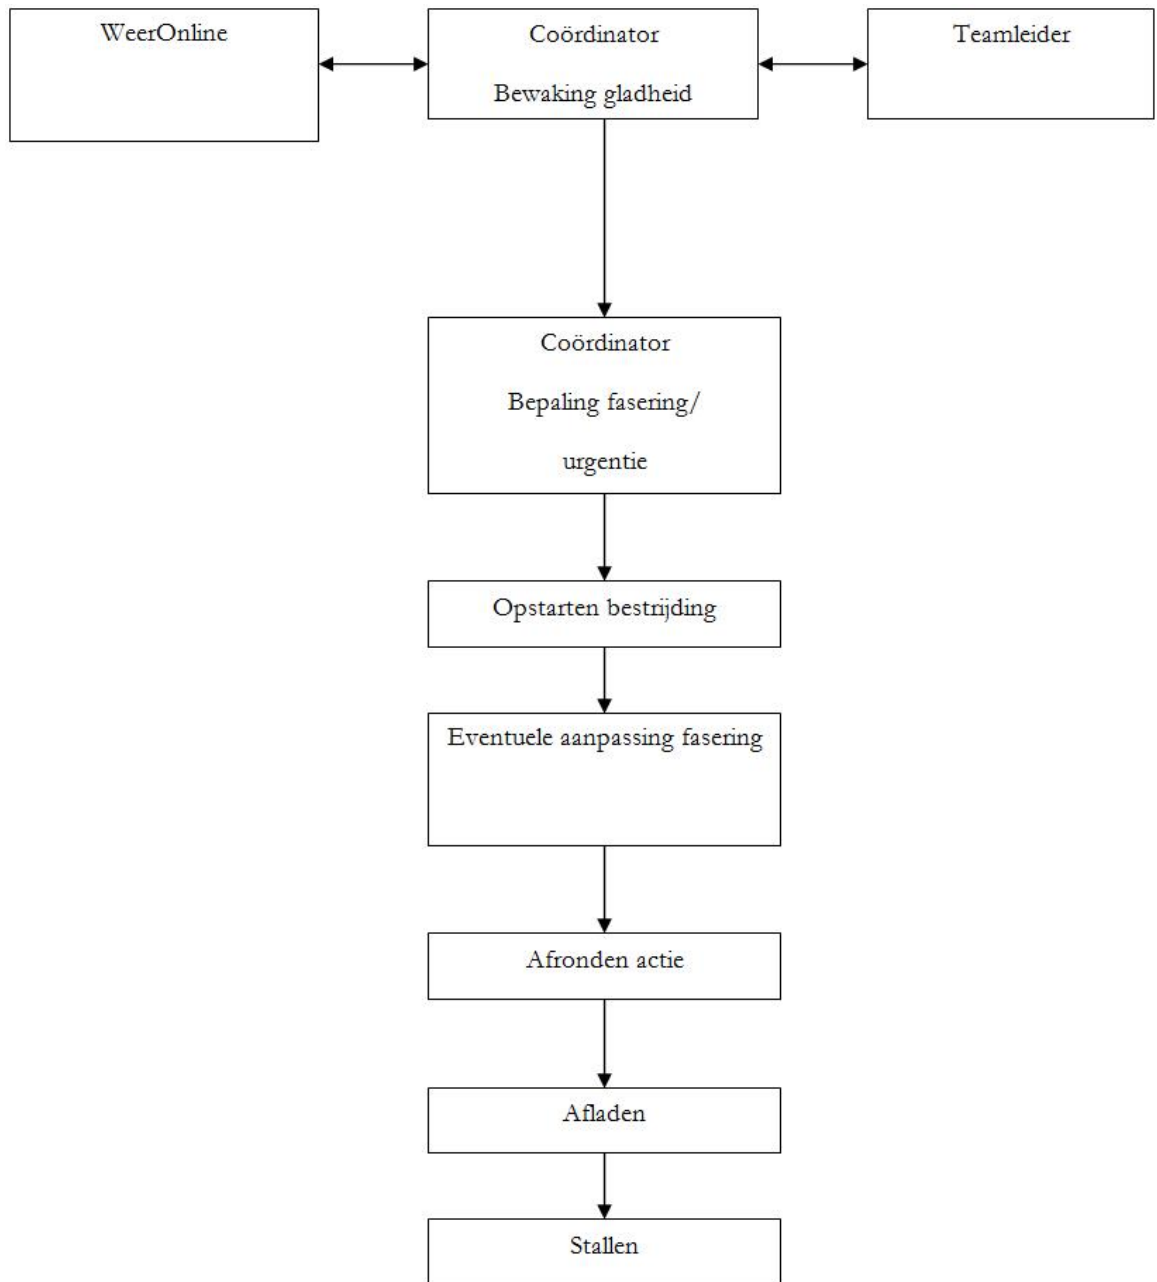 WeerOnline
Coördinator
Bewaking gladheid
Teamleider
Coördinator
Bepaling fasering/
urgentie
Opstarten bestrijding
Eventuele aanpassing fasering
Afronden actie
Afladen
Stallen